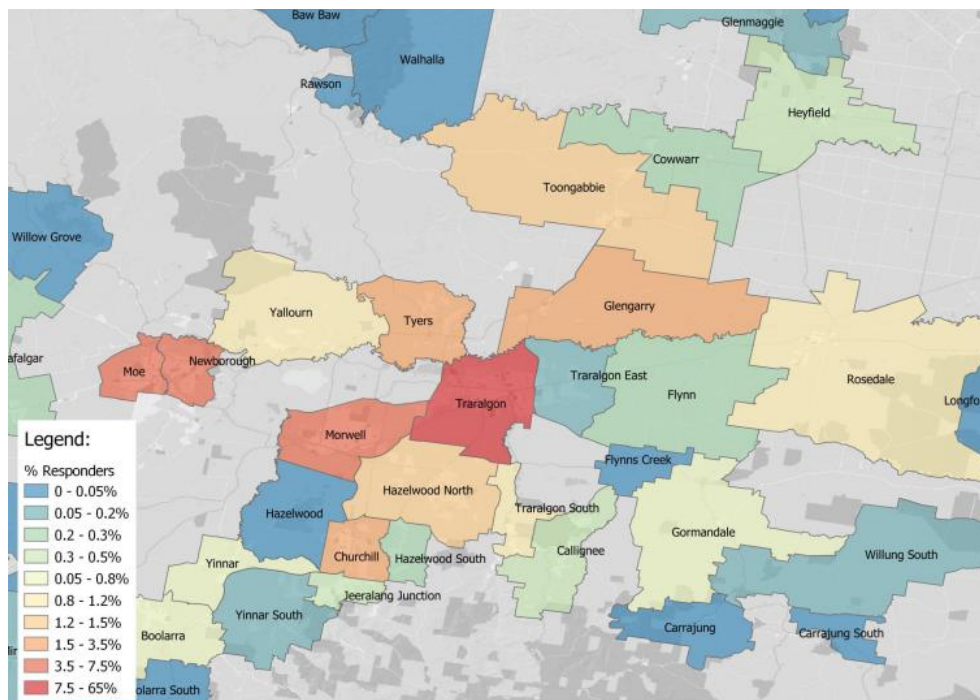 Baw Baw
Walhalla
Rawson
Glenmaggie
Heyfield
Cowwarr
Toongabbie
Willow Grove
Yallourn
Tyers
Glengarry
afalgar
Moe
Newborough
Traralgon East
Flynn
Rosedale
Longfo
Traralgon
Morwell
Flynns Creek
Hazelwood North
Hazelwood
Traralgon South
Gormandale
Willung South
Churchill
Hazelwood South
Callignee
Yinnar
Jeeralang Junction
Yinnar South
Boolarra
Carrajung
Carrajung South
olarra South
Legend:
% Responders
0 - 0.05%
0.05 - 0.2%
0.2 - 0.3%
0.3 - 0.5%
0.05 - 0.8%
0.8 - 1.2%
1.2 - 1.5%
1.5 - 3.5%
3.5 - 7.5%
7.5 - 65%